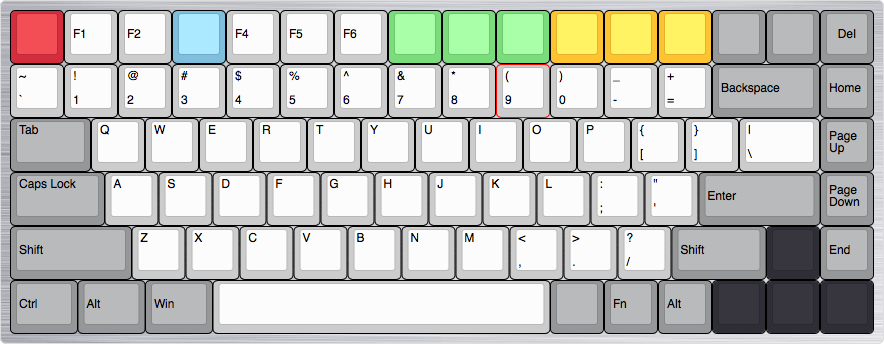 F1 F2 F4 F5 F6 Del
~ ! @ # $ % ^ & * ( ) _ +
` 1 2 3 4 5 6 7 8 9 0 - = Backspace Home
Tab Q W E R T Y U I O P { } | Page
[ ] \ Up
Caps Lock A S D F G H J K L : " Enter Page
; ' Down
Shift Z X C V B N M < > ? Shift End
, . /
Ctrl Alt Win Fn Alt